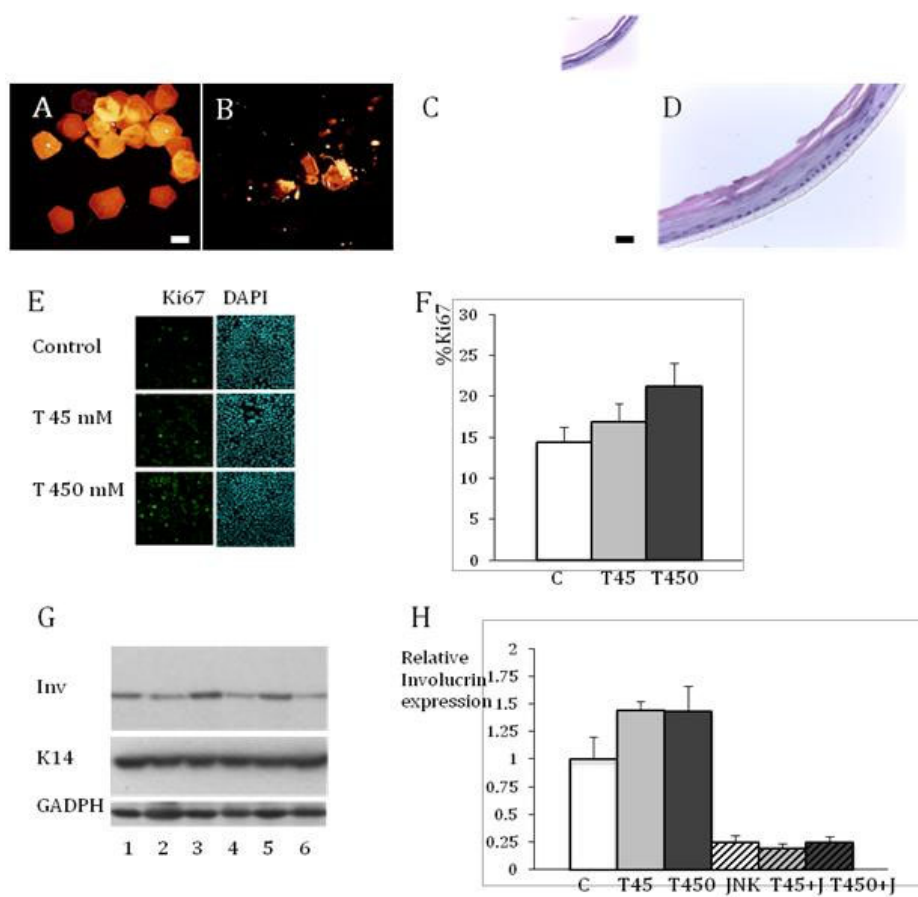 A B C D
E Ki67 DAPI
Control
T 45 mM
T 450 mM
F
%Ki67
30
25
20
15
10
5
0
C T45 T450
G
Inv
K14
GADPH
1 2 3 4 5 6
H
Relative
Involucrin
expression
2
1.75
1.5
1.25
1
0.75
0.5
0.25
0
C T45 T450 JNK T45+J T450+J